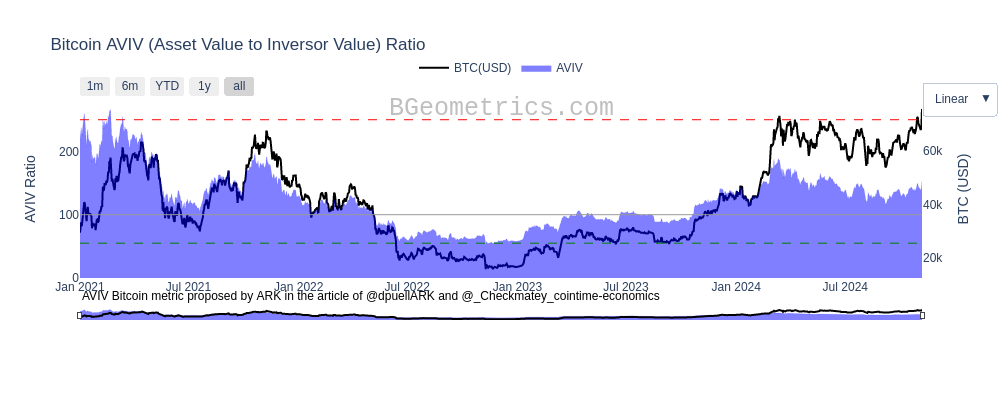 Bitcoin AVIV (Asset Value to Inversor Value) Ratio
BTC(USD) AVIV
1m 6m YTD 1y all
Linear ▼
BGeometrics.com
200
100
0
AVIV Ratio
60k
40k
20k
BTC (USD)
Jan 2021 Jul 2021 Jan 2022 Jul 2022 Jan 2023 Jul 2023 Jan 2024 Jul 2024
AVIV Bitcoin metric proposed by ARK in the article of @dpuellARK and @_Checkmatey_cointime-economics